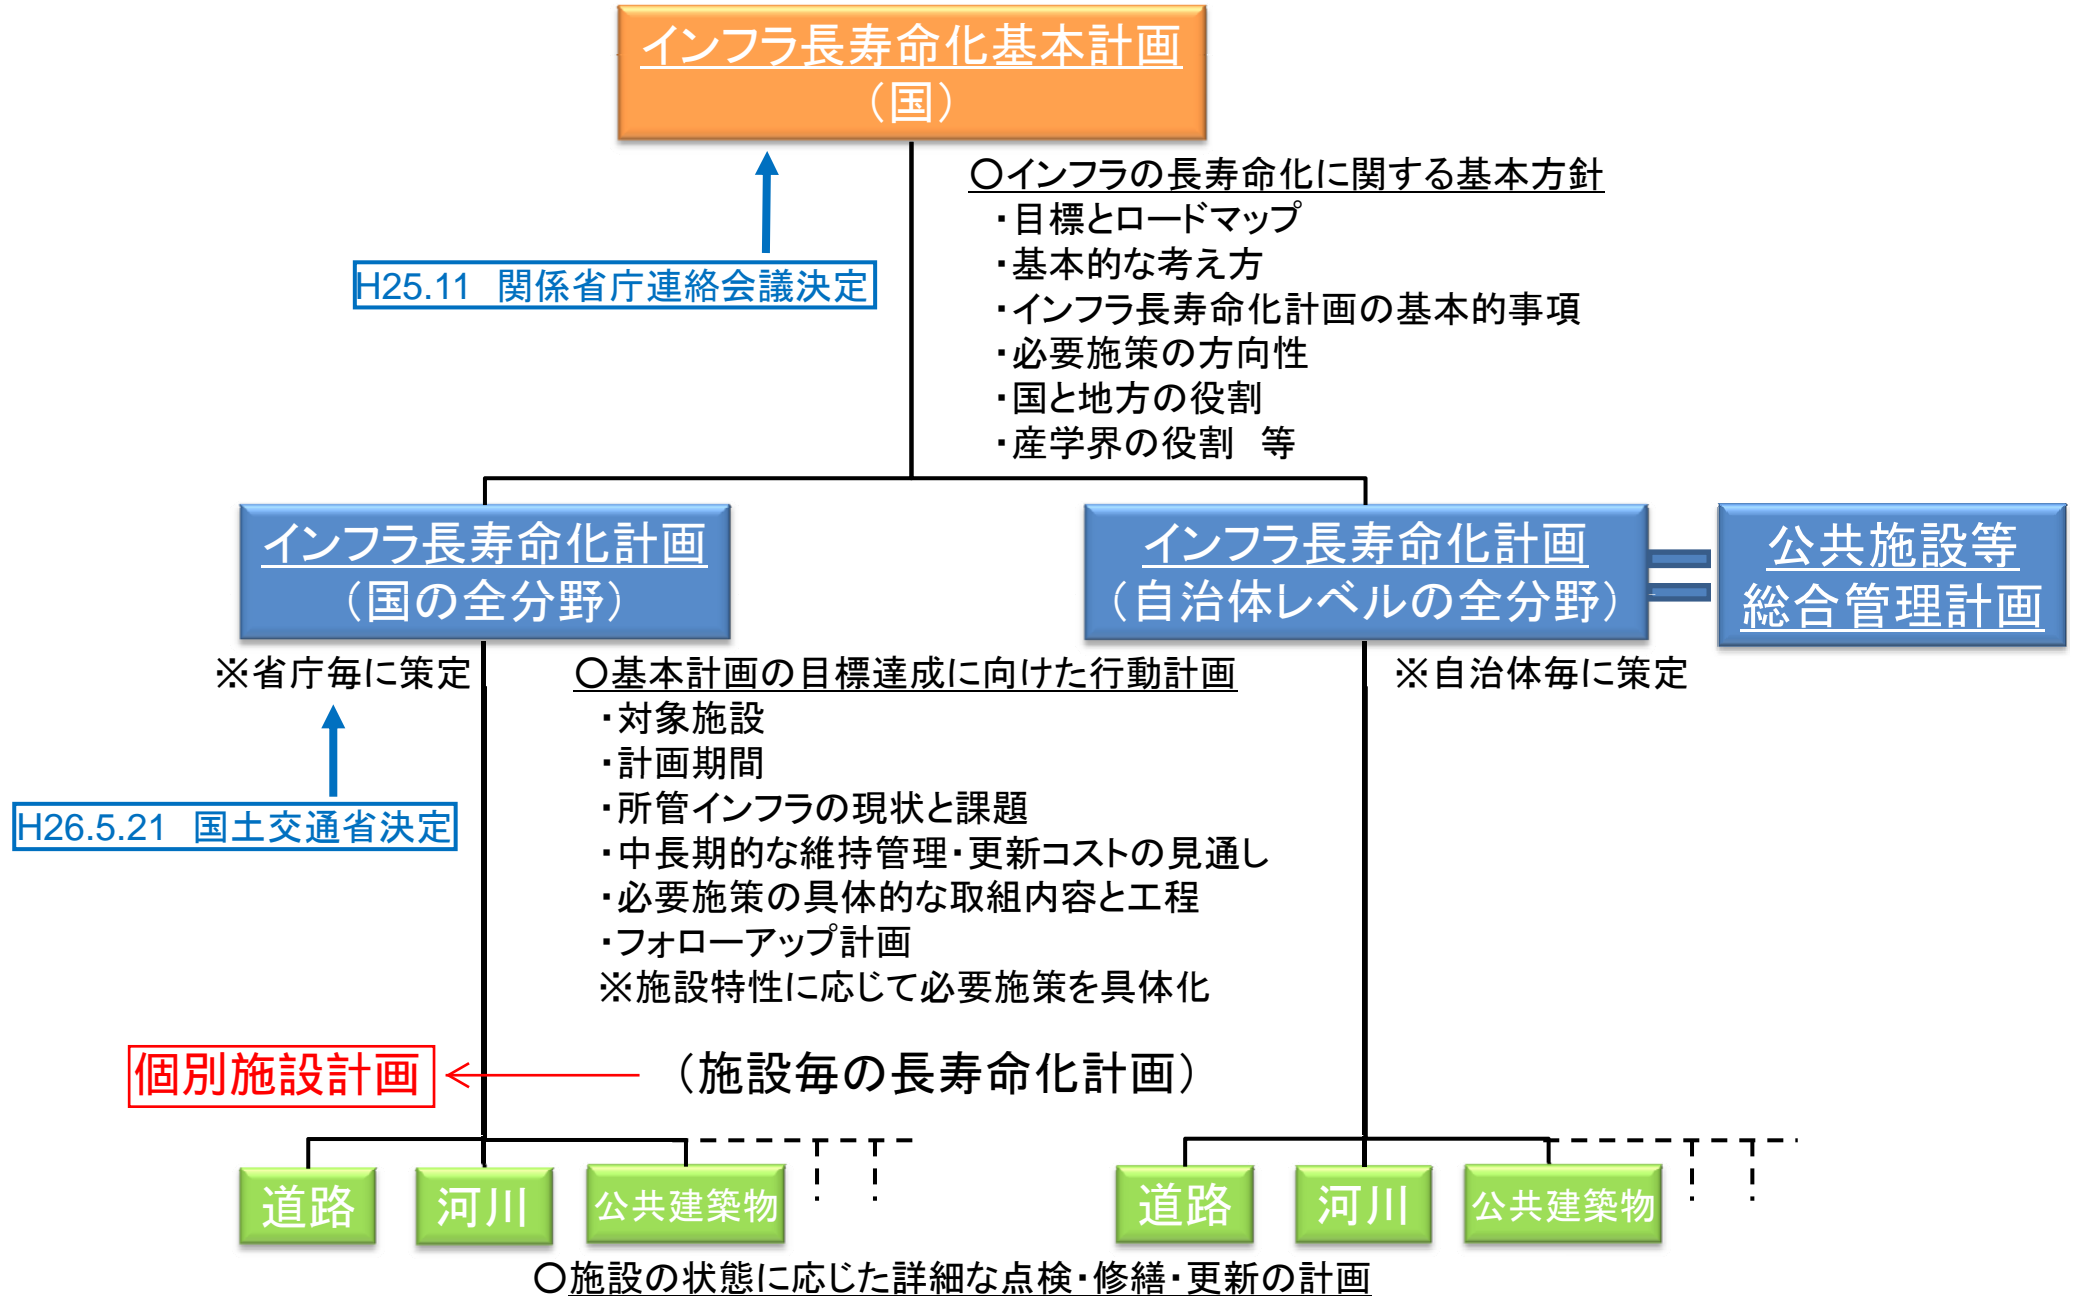 インフラ長寿命化基本計画
（国）
○インフラの長寿命化に関する基本方針
・目標とロードマップ
・基本的な考え方
・インフラ長寿命化計画の基本的事項
・必要施策の方向性
・国と地方の役割
・産学界の役割　等
H25.11　関係省庁連絡会議決定
インフラ長寿命化計画
（国の全分野）
インフラ長寿命化計画
（自治体レベルの全分野）
公共施設等
総合管理計画
※省庁毎に策定
○基本計画の目標達成に向けた行動計画
・対象施設
・計画期間
・所管インフラの現状と課題
・中長期的な維持管理・更新コストの見通し
・必要施策の具体的な取組内容と工程
・フォローアップ計画
※施設特性に応じて必要施策を具体化
※自治体毎に策定
H26.5.21　国土交通省決定
個別施設計画
（施設毎の長寿命化計画）
道路
河川
公共建築物
道路
河川
公共建築物
○施設の状態に応じた詳細な点検・修繕・更新の計画